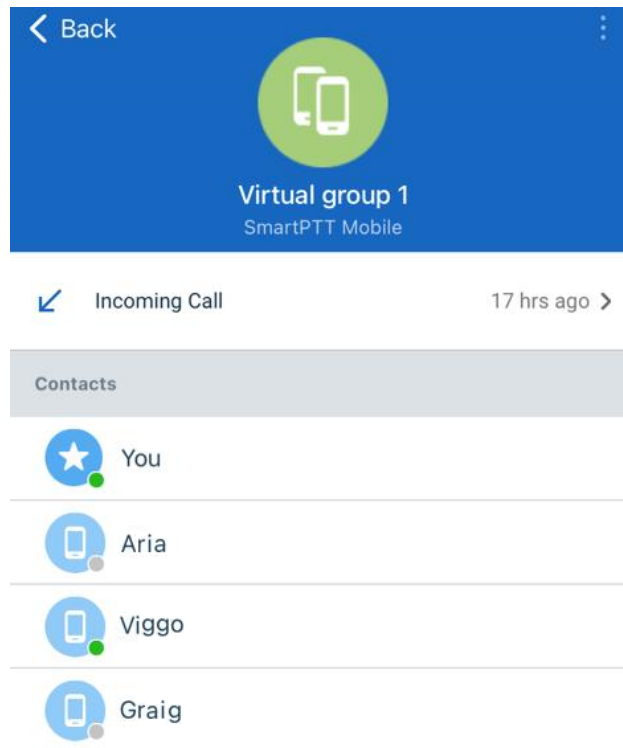 Back
Virtual group 1
SmartPTT Mobile
Incoming Call 17 hrs ago
Contacts
You
Aria
Viggo
Graig